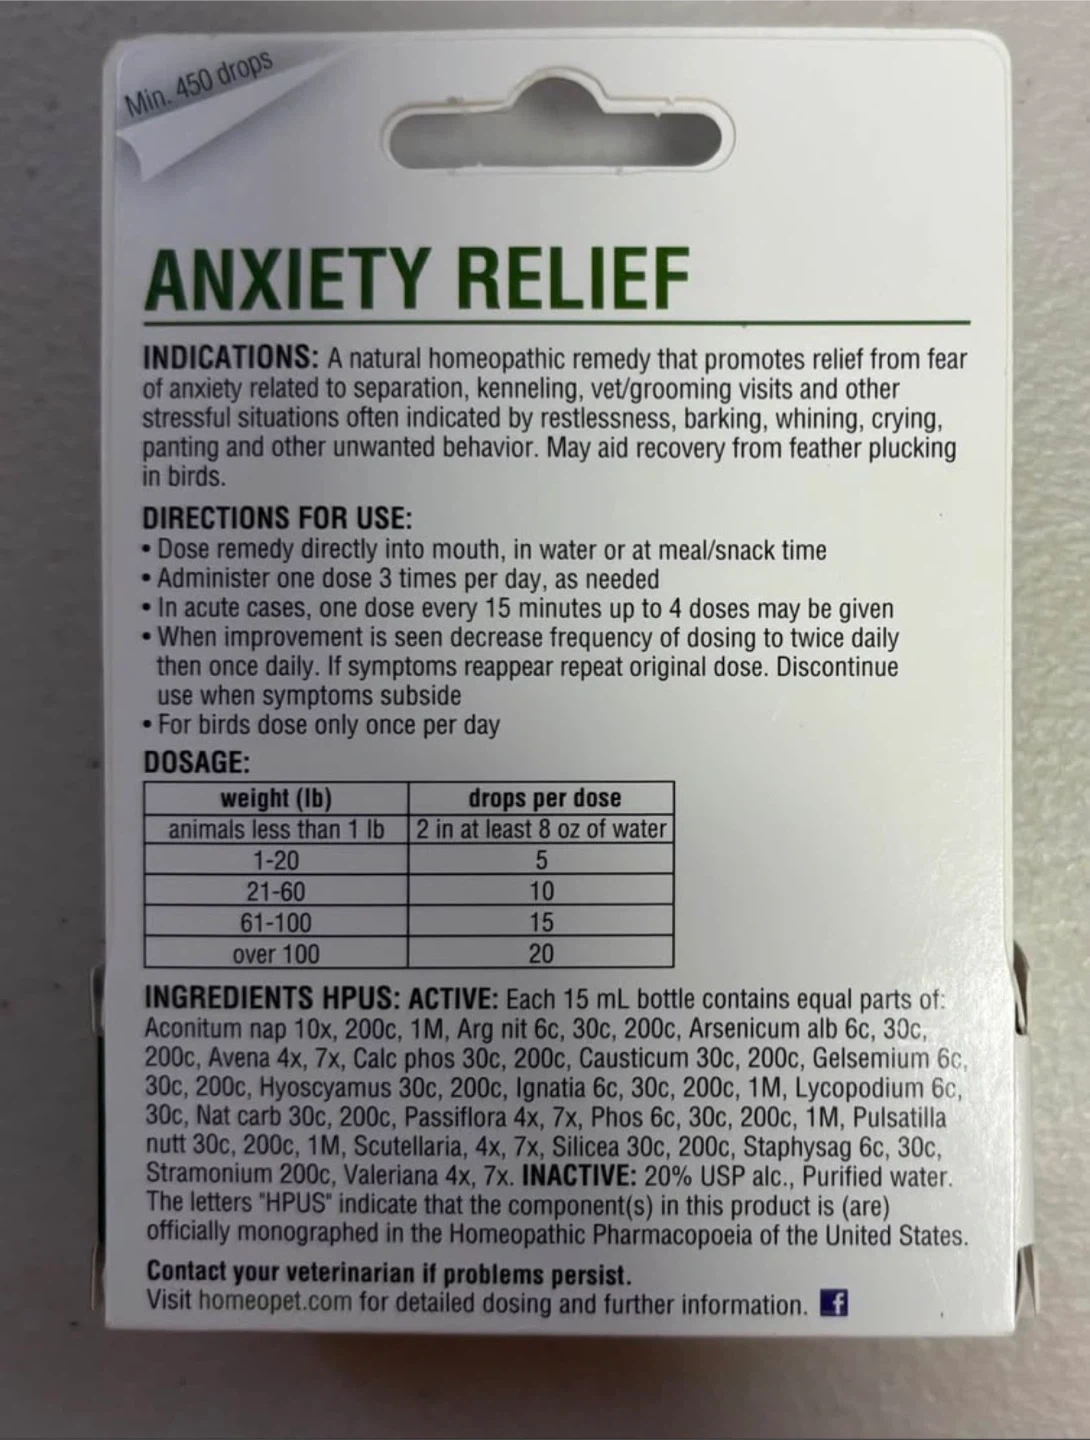 Min. 450 drops
ANXIETY RELIEF
INDICATIONS: A natural homeopathic remedy that promotes relief from fear
of anxiety related to separation, kenneling, vet/grooming visits and other
stressful situations often indicated by restlessness, barking, whining, crying,
panting and other unwanted behavior. May aid recovery from feather plucking
in birds.
DIRECTIONS FOR USE:
• Dose remedy directly into mouth, in water or at meal/snack time
• Administer one dose 3 times per day, as needed
• In acute cases, one dose every 15 minutes up to 4 doses may be given
• When improvement is seen decrease frequency of dosing to twice daily
then once daily. If symptoms reappear repeat original dose. Discontinue
use when symptoms subside
• For birds dose only once per day
DOSAGE:
weight (lb) drops per dose
animals less than 1 lb 2 in at least 8 oz of water
1-20 5
21-60 10
61-100 15
over 100 20
INGREDIENTS HPUS: ACTIVE: Each 15 mL bottle contains equal parts of:
Aconitum nap 10x, 200c, 1M, Arg nit 6c, 30c, 200c, Arsenicum alb 6c, 30c,
200c, Avena 4x, 7x, Calc phos 30c, 200c, Causticum 30c, 200c, Gelsemium 6c,
30c, 200c, Hyoscyamus 30c, 200c, Ignatia 6c, 30c, 200c, 1M, Lycopodium 6c,
30c, Nat carb 30c, 200c, Passiflora 4x, 7x, Phos 6c, 30c, 200c, 1M, Pulsatilla
nutt 30c, 200c, 1M, Scutellaria, 4x, 7x, Silicea 30c, 200c, Staphysag 6c, 30c,
Stramonium 200c, Valeriana 4x, 7x. INACTIVE: 20% USP alc., Purified water.
The letters "HPUS" indicate that the component(s) in this product is (are)
officially monographed in the Homeopathic Pharmacopoeia of the United States.
Contact your veterinarian if problems persist.
Visit homeopet.com for detailed dosing and further information. f